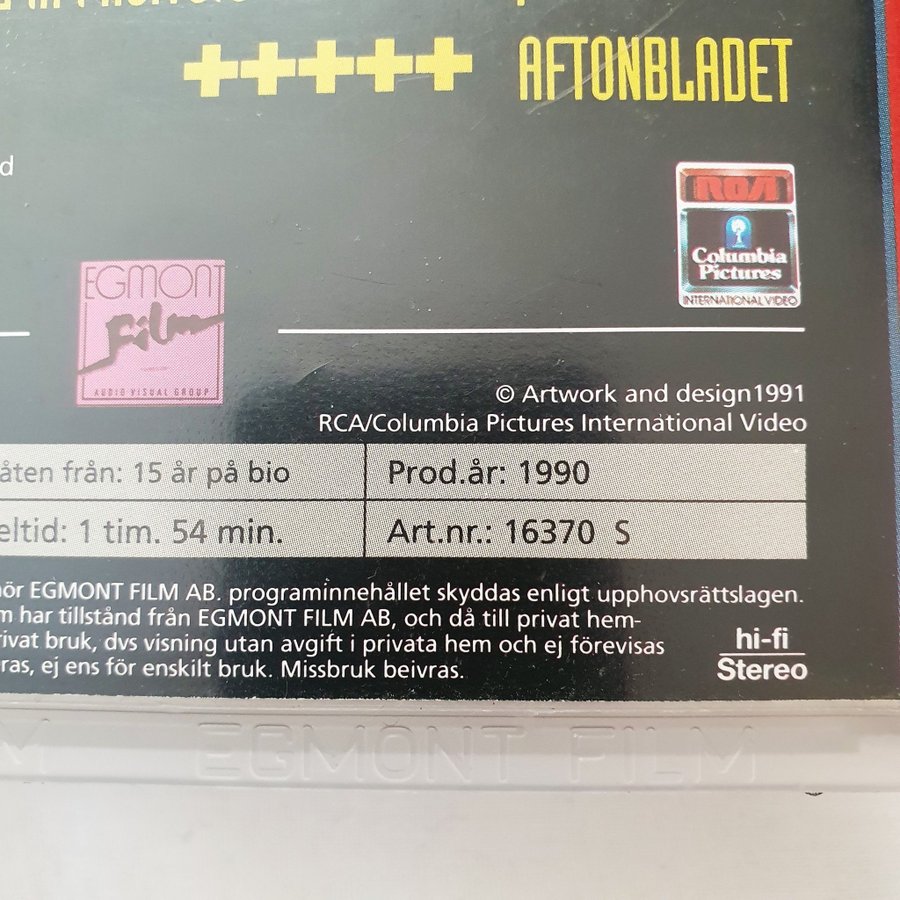 +++++ AFTONBLADET
d
RCA
Columbia
Pictures
INTERNATIONAL VIDEO
EGMONT
Film
AUDIO VISUAL GROUP
© Artwork and design1991
RCA/Columbia Pictures International Video
åten från: 15 år på bio
Prod.år: 1990
eltid: 1 tim. 54 min.
Art.nr.: 16370 S
ör EGMONT FILM AB. programinnehållet skyddas enligt upphovsrättslagen.
m har tillstånd från EGMONT FILM AB, och då till privat hem-
ivat bruk, dvs visning utan avgift i privata hem och ej förevisas
ras, ej ens för enskilt bruk. Missbruk beivras.
hi-fi
Stereo
M EGMONT FILM